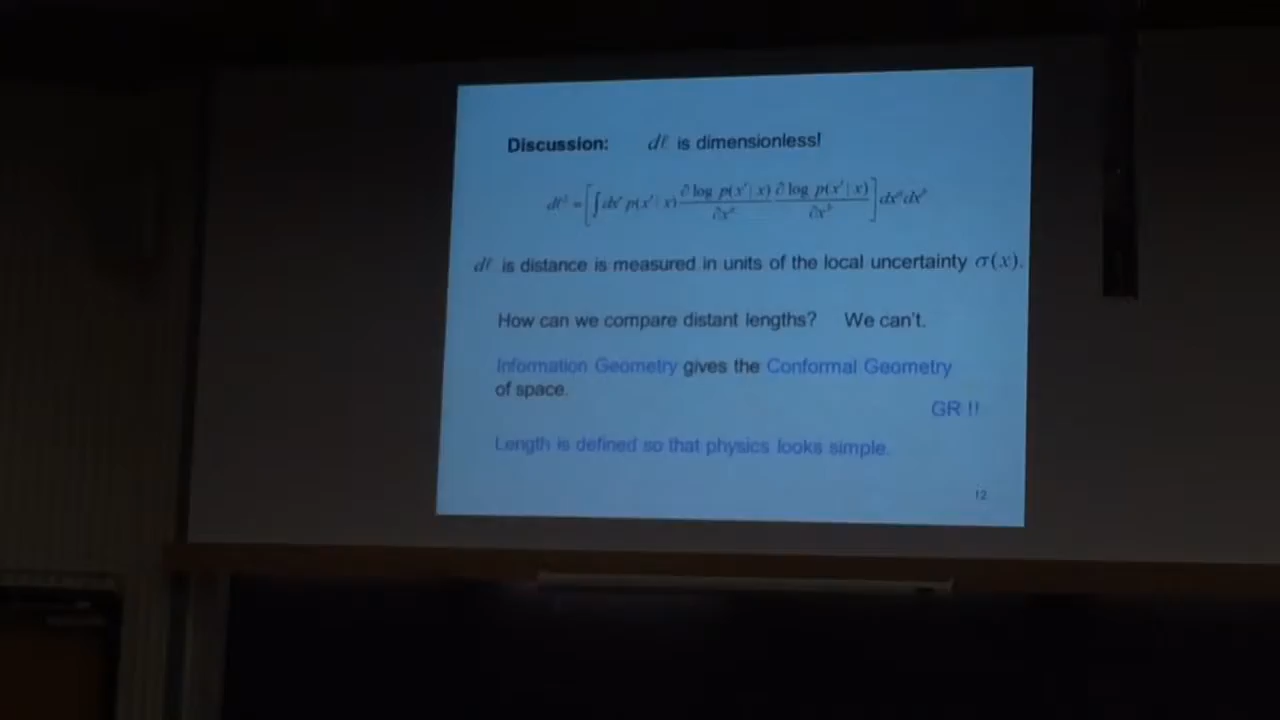 Discussion: dℓ is dimensionless!
dℓ² = [∫dx' p(x'|x) ∂log p(x'|x)/∂xᵃ ∂log p(x'|x)/∂xᵇ] dxᵃdxᵇ
dℓ is distance is measured in units of the local uncertainty σ(x).
How can we compare distant lengths? We can't.
Information Geometry gives the Conformal Geometry
of space.
GR !!
Length is defined so that physics looks simple.
12